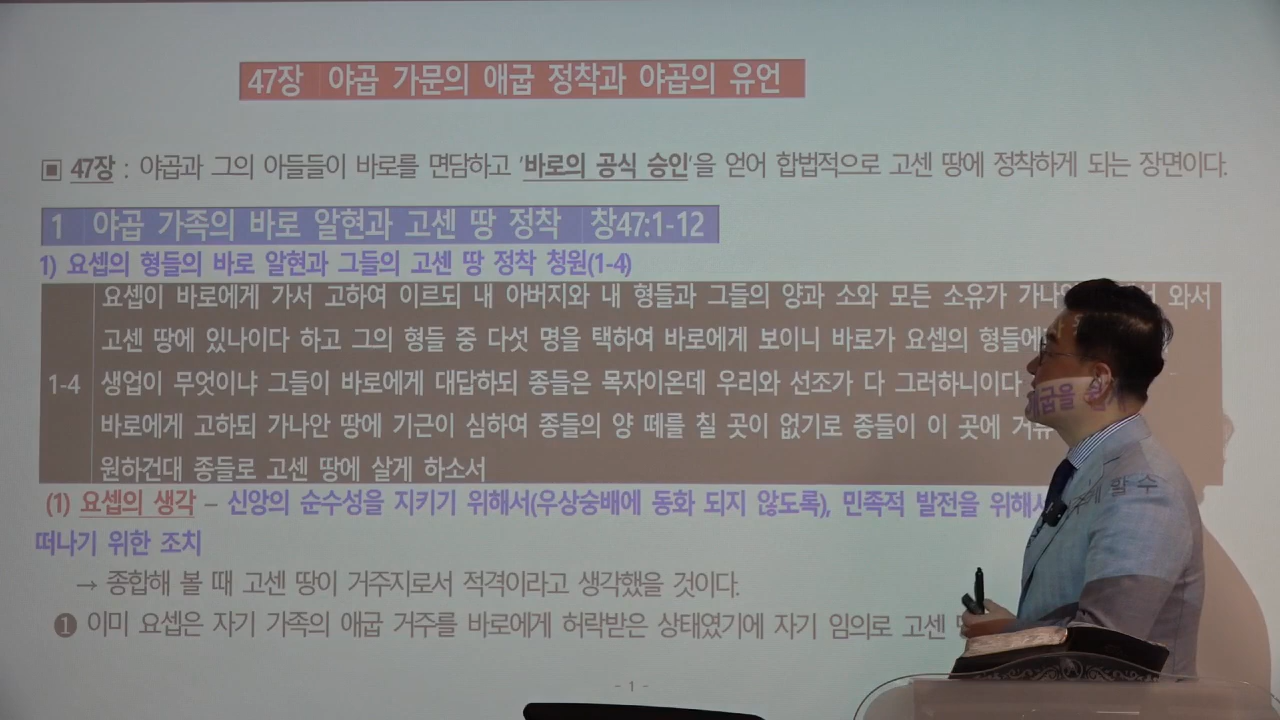 47장 야곱 가문의 애굽 정착과 야곱의 유언
▣ 47장 : 야곱과 그의 아들들이 바로를 면담하고 '바로의 공식 승인'을 얻어 합법적으로 고센 땅에 정착하게 되는 장면이다.
1 야곱 가족의 바로 알현과 고센 땅 정착 창47:1-12
1) 요셉의 형들의 바로 알현과 그들의 고센 땅 정착 청원(1-4)
요셉이 바로에게 가서 고하여 이르되 내 아버지와 내 형들과 그들의 양과 소와 모든 소유가 와서
고센 땅에 있나이다 하고 그의 형들 중 다섯 명을 택하여 바로에게 보이니 바로가 요셉의
1-4 생업이 무엇이냐 그들이 바로에게 대답하되 종들은 목자이온데 우리와 선조가 다 그러하니이다
바로에게 고하되 가나안 땅에 기근이 심하여 종들의 양 떼를 칠 곳이 없기로 종들이 이 곳에
원하건대 종들로 고센 땅에 살게 하소서
(1) 요셉의 생각 – 신앙의 순수성을 지키기 위해서(우상숭배에 동화 되지 않도록), 민족적 발전을 애굽을
떠나기 위한 조치
→ 종합해 볼 때 고센 땅이 거주지로서 적격이라고 생각했을 것이다.
❶ 이미 요셉은 자기 가족의 애굽 거주를 바로에게 허락받은 상태였기에 자기 임의로 고센
- 1 -